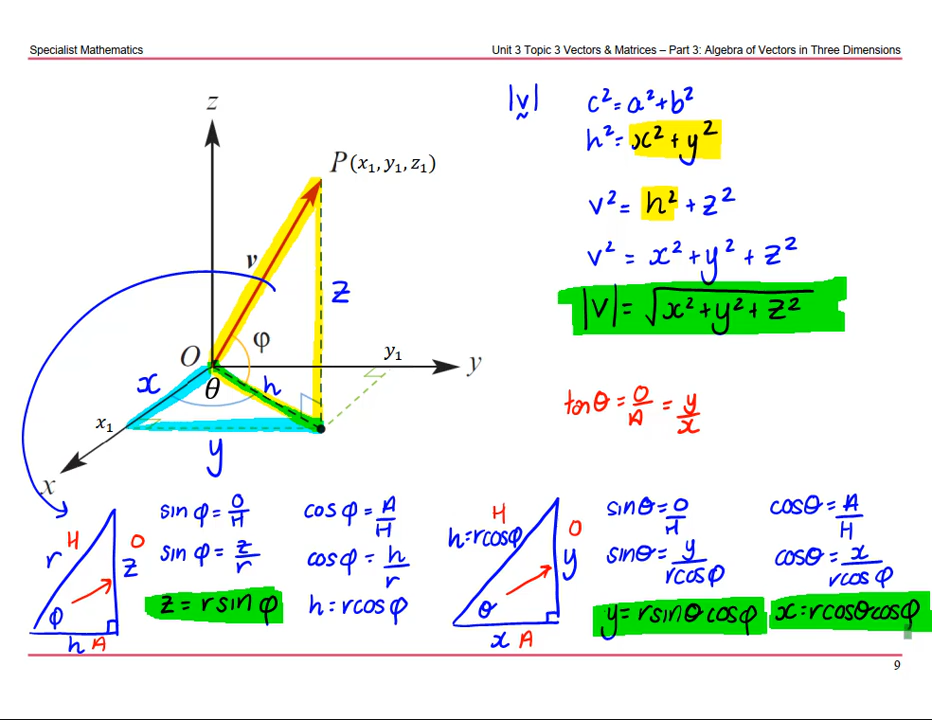 Specialist Mathematics
Unit 3 Topic 3 Vectors & Matrices – Part 3: Algebra of Vectors in Three Dimensions
|v|
c² = a² + b²
h² = x² + y²
v² = h² + z²
v² = x² + y² + z²
|v| = √x² + y² + z²
z
P(x₁, y₁, z₁)
v
z
φ
O
y₁
y
x
θ
h
x₁
y
x
tan θ = O/A = y/x
H
O
r
z
φ
h A
sin φ = O/H
sin φ = z/r
z = r sin φ
cos φ = A/H
cos φ = h/r
h = r cos φ
H
h = r cos φ
O
y
θ
x A
sin θ = O/H
sin θ = y/r cos φ
y = r sin θ cos φ
cos θ = A/H
cos θ = x/r cos φ
x = r cos θ cos φ
9